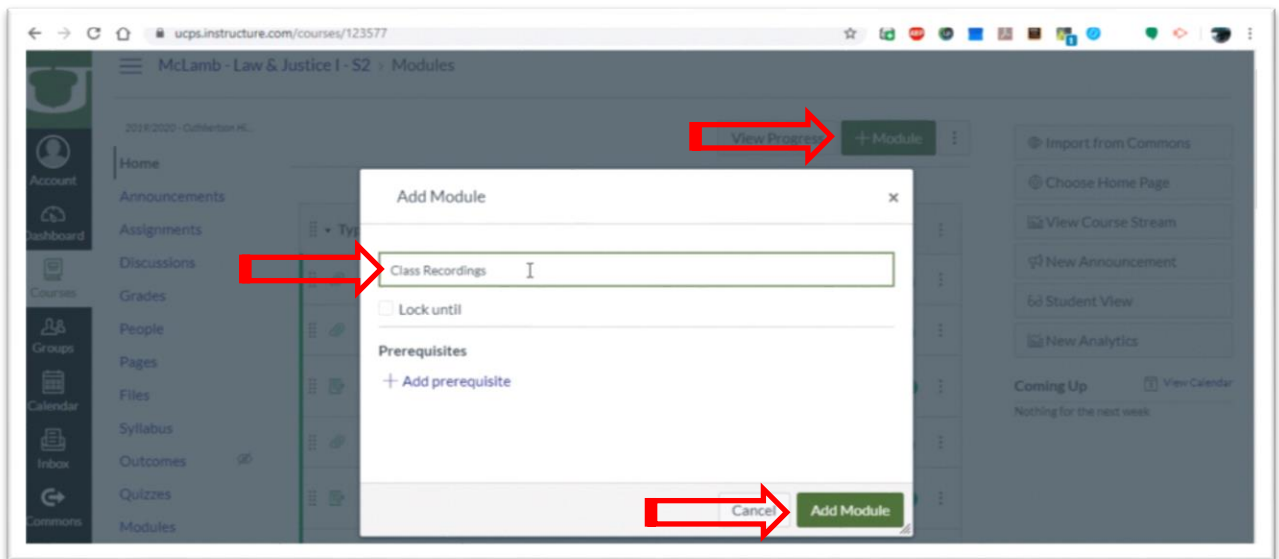 ucps.instructure.com/courses/123577
McLamb - Law & Justice I - S2 > Modules
Home
Announcements
Assignments
Discussions
Grades
People
Pages
Files
Syllabus
Outcomes
Quizzes
Modules
Account
Dashboard
Courses
Groups
Calendar
Inbox
Commons
View Progress
+ Module
Add Module
×
Class Recordings
Lock until
Prerequisites
+ Add prerequisite
Cancel
Add Module
Import from Commons
Choose Home Page
View Course Stream
New Announcement
Student View
New Analytics
Coming Up
View Calendar
Nothing for the next week